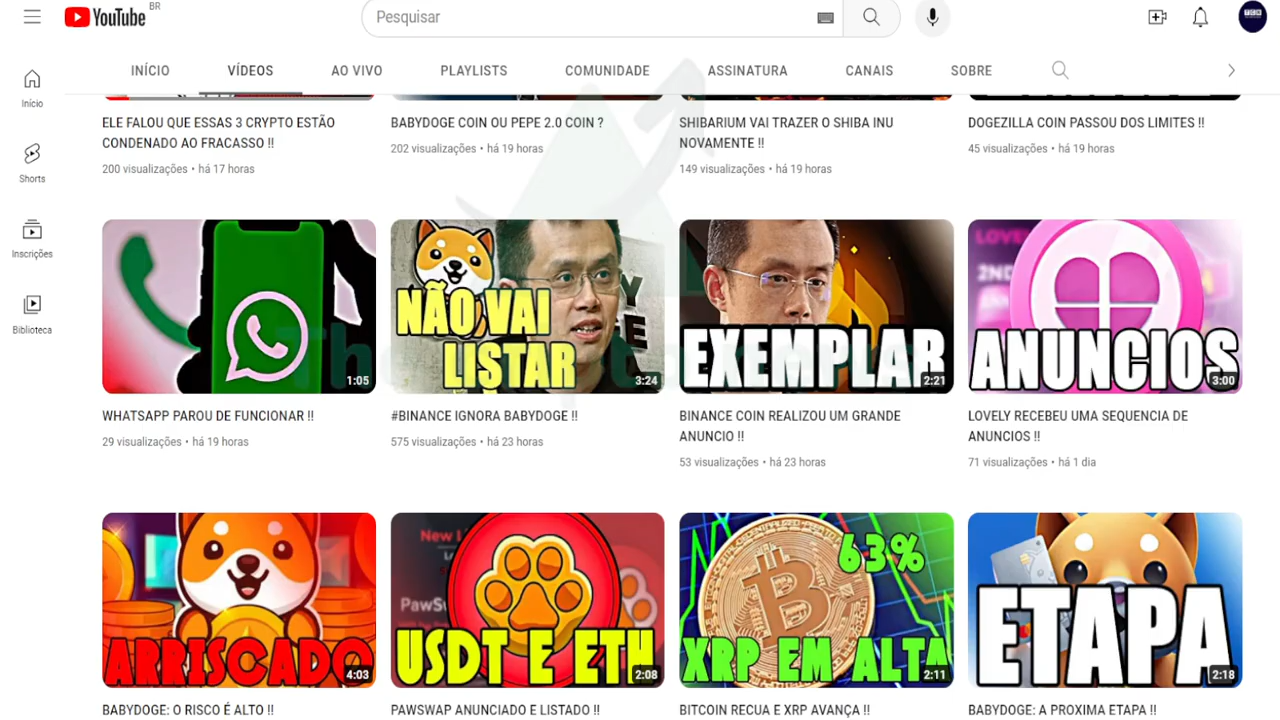 YouTube BR
Pesquisar
INÍCIO VÍDEOS AO VIVO PLAYLISTS COMUNIDADE ASSINATURA CANAIS SOBRE
Início
Shorts
Inscrições
Biblioteca
ELE FALOU QUE ESSAS 3 CRYPTO ESTÃO
CONDENADO AO FRACASSO !!
200 visualizações • há 17 horas
BABYDOGE COIN OU PEPE 2.0 COIN ?
202 visualizações • há 19 horas
SHIBARIUM VAI TRAZER O SHIBA INU
NOVAMENTE !!
149 visualizações • há 19 horas
DOGEZILLA COIN PASSOU DOS LIMITES !!
45 visualizações • há 19 horas
1:05
WHATSAPP PAROU DE FUNCIONAR !!
29 visualizações • há 19 horas
NÃO VAI
LISTAR
3:24
#BINANCE IGNORA BABYDOGE !!
575 visualizações • há 23 horas
EXEMPLAR
2:21
BINANCE COIN REALIZOU UM GRANDE
ANUNCIO !!
53 visualizações • há 23 horas
LOVELY
2ND
ANUNCIOS
3:00
LOVELY RECEBEU UMA SEQUENCIA DE
ANUNCIOS !!
71 visualizações • há 1 dia
ARRISCADO
4:03
BABYDOGE: O RISCO É ALTO !!
New
USDT E ETH
2:08
PAWSWAP ANUNCIADO E LISTADO !!
63%
XRP EM ALTA
2:11
BITCOIN RECUA E XRP AVANÇA !!
ETAPA
2:18
BABYDOGE: A PROXIMA ETAPA !!